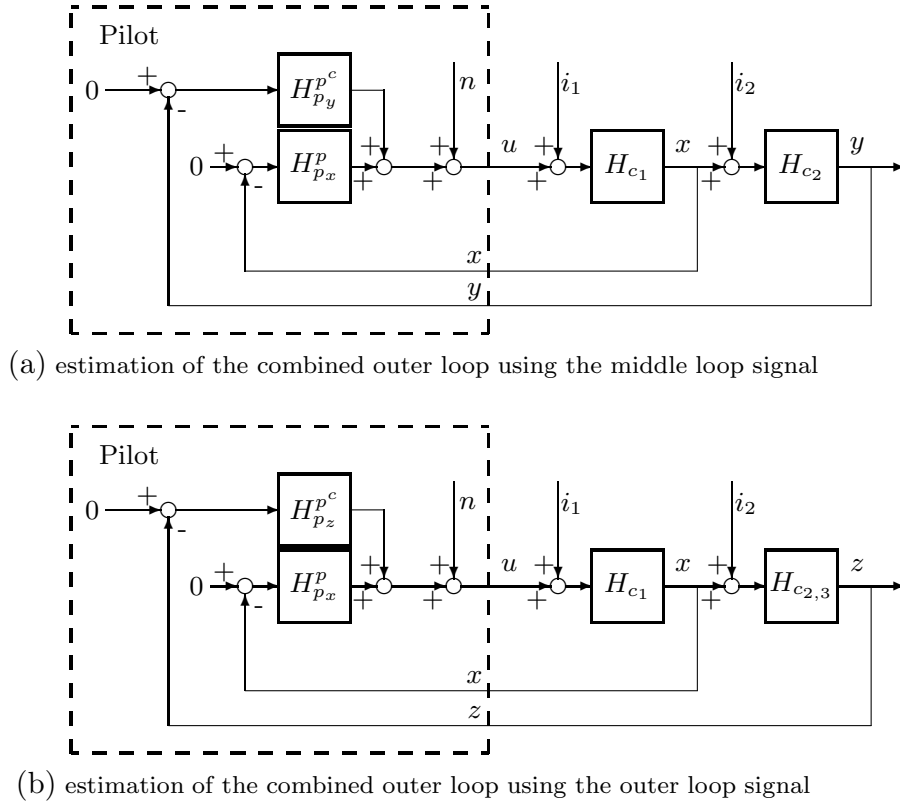 Pilot
0 + - H_{p_y}^{p^c}
0 + - H_{p_x}^{p} + + n + + u i_1 + + H_{c_1} x i_2 + + H_{c_2} y
x
y
(a) estimation of the combined outer loop using the middle loop signal
Pilot
0 + - H_{p_z}^{p^c}
0 + - H_{p_x}^{p} + + n + + u i_1 + + H_{c_1} x i_2 + + H_{c_{2,3}} z
x
z
(b) estimation of the combined outer loop using the outer loop signal